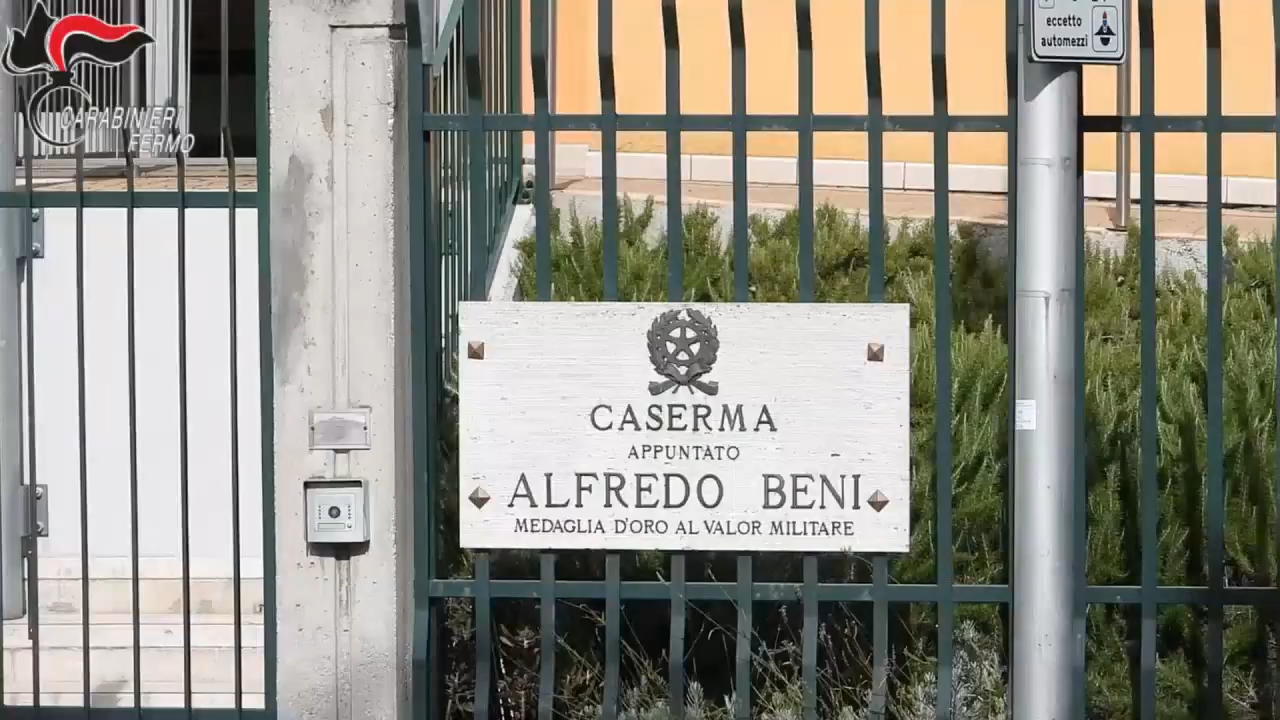 CARABINIERI
FERMO
eccetto
automezzi
CASERMA
APPUNTATO
ALFREDO BENI
MEDAGLIA D'ORO AL VALOR MILITARE